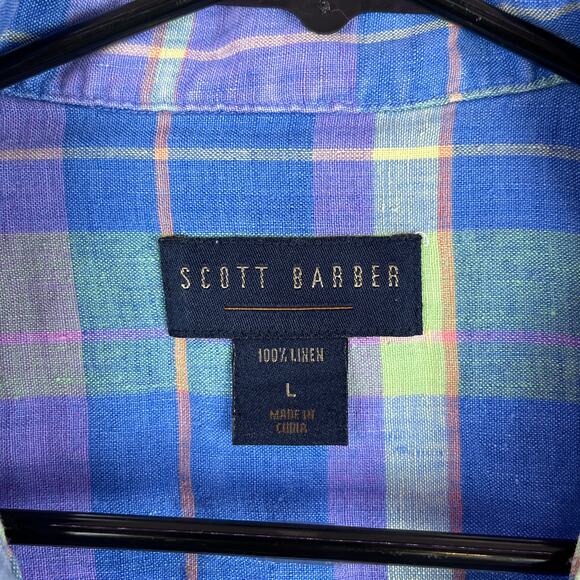 SCOTT BARBER
100% LINEN
L
MADE IN
CHINA